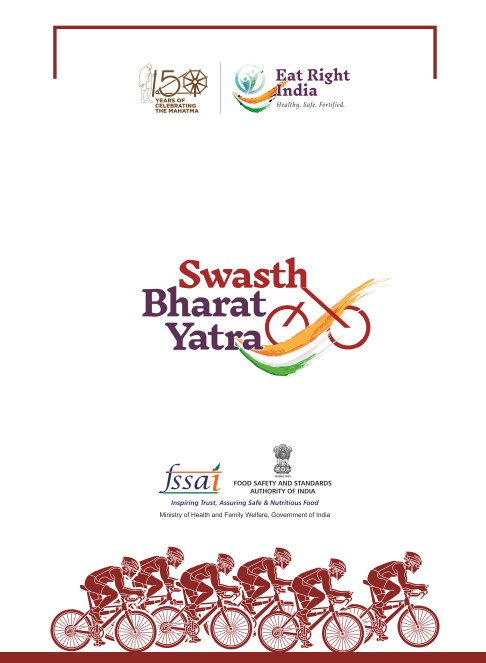 150
YEARS OF
CELEBRATING
THE MAHATMA
Eat Right
India
Healthy. Safe. Fortified.
Swasth
Bharat
Yatra
fssai
FOOD SAFETY AND STANDARDS
AUTHORITY OF INDIA
Inspiring Trust, Assuring Safe & Nutritious Food
Ministry of Health and Family Welfare, Government of India